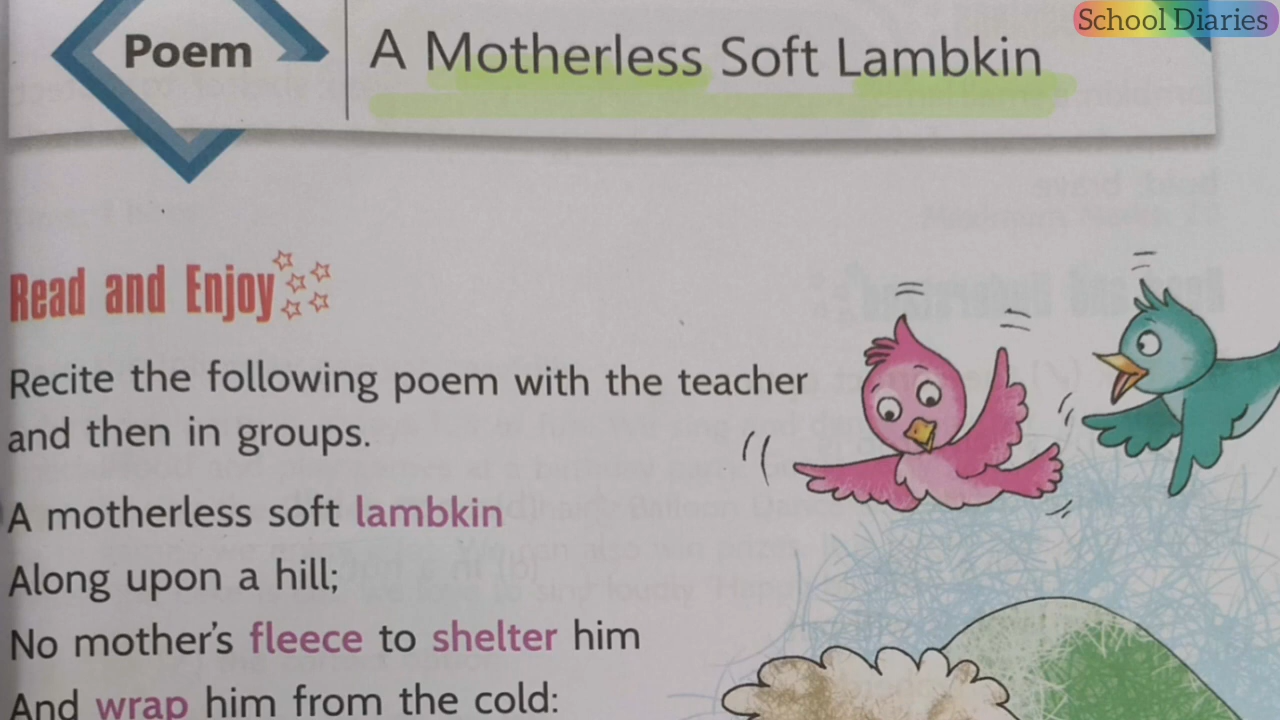 School Diaries
Poem
A Motherless Soft Lambkin
Read and Enjoy
Recite the following poem with the teacher
and then in groups.
A motherless soft lambkin
Along upon a hill;
No mother's fleece to shelter him
And wrap him from the cold: